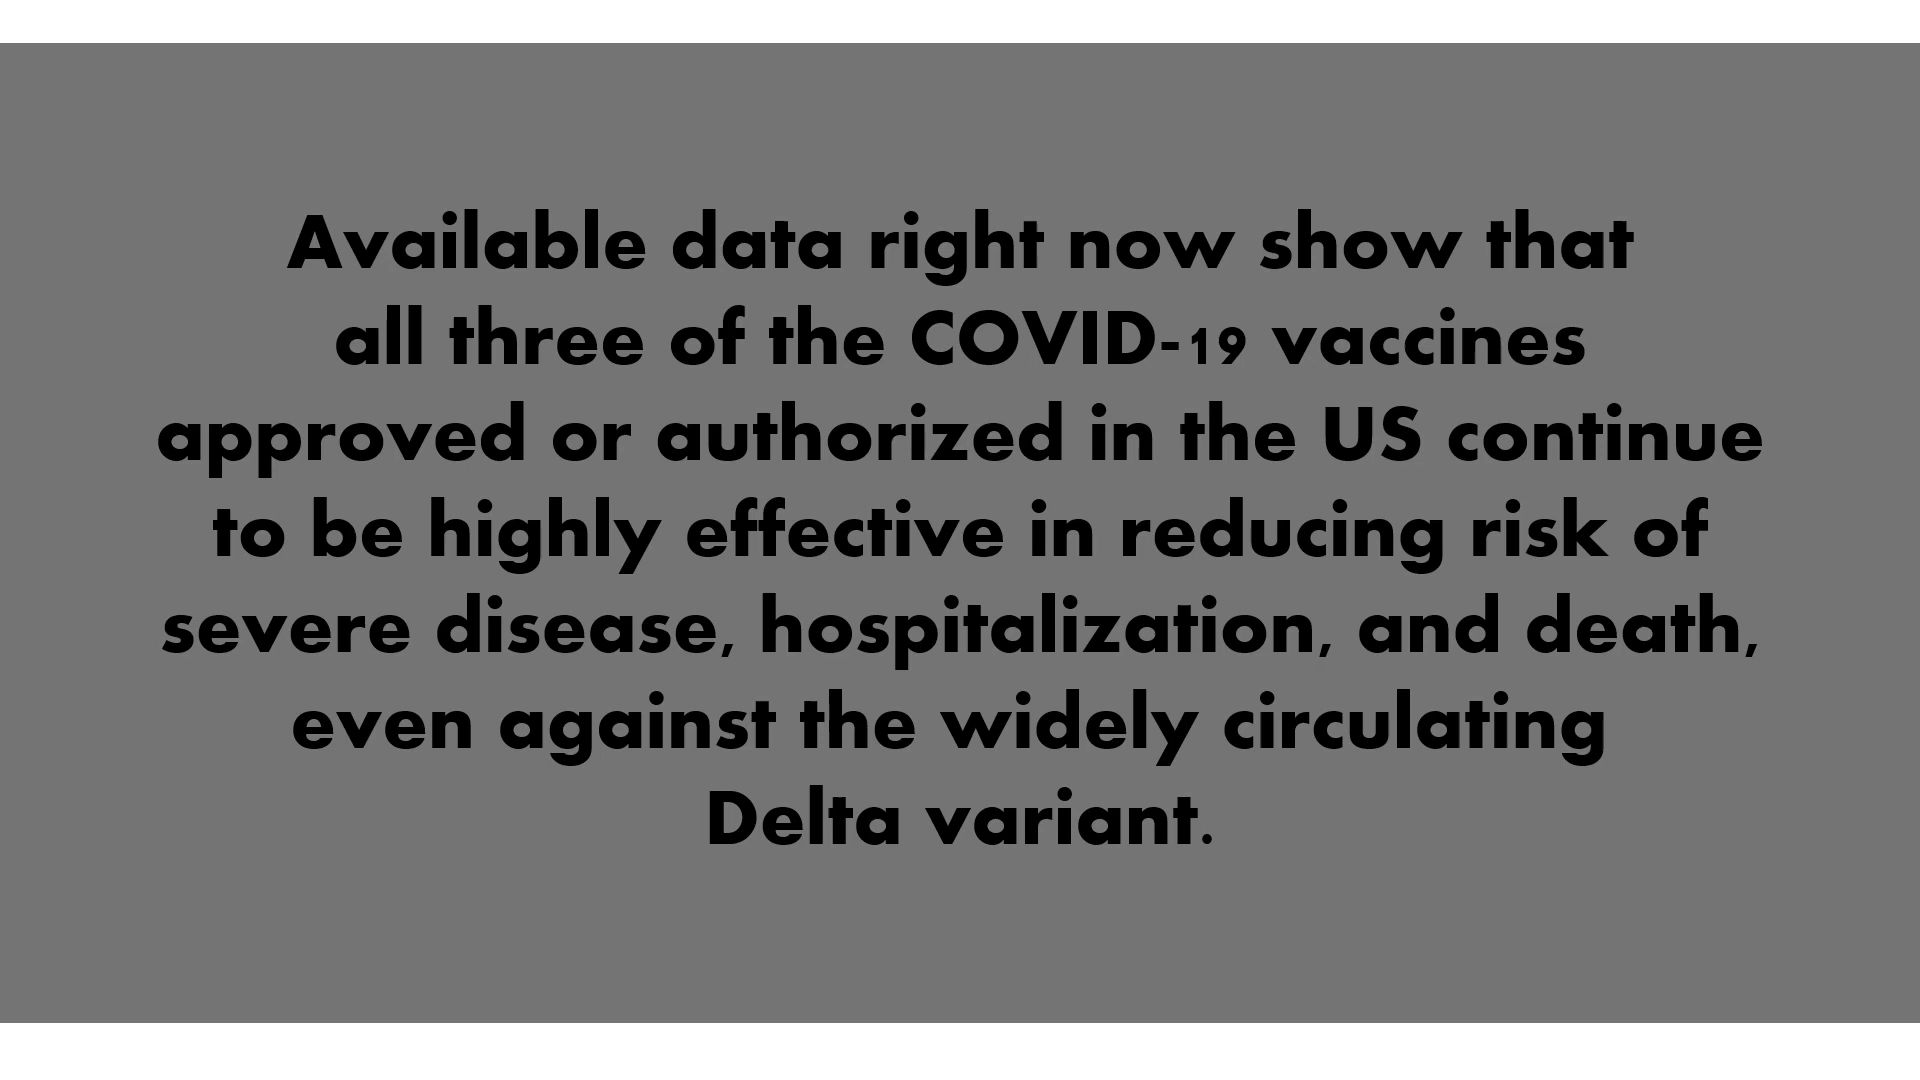 Available data right now show that
all three of the COVID-19 vaccines
approved or authorized in the US continue
to be highly effective in reducing risk of
severe disease, hospitalization, and death,
even against the widely circulating
Delta variant.